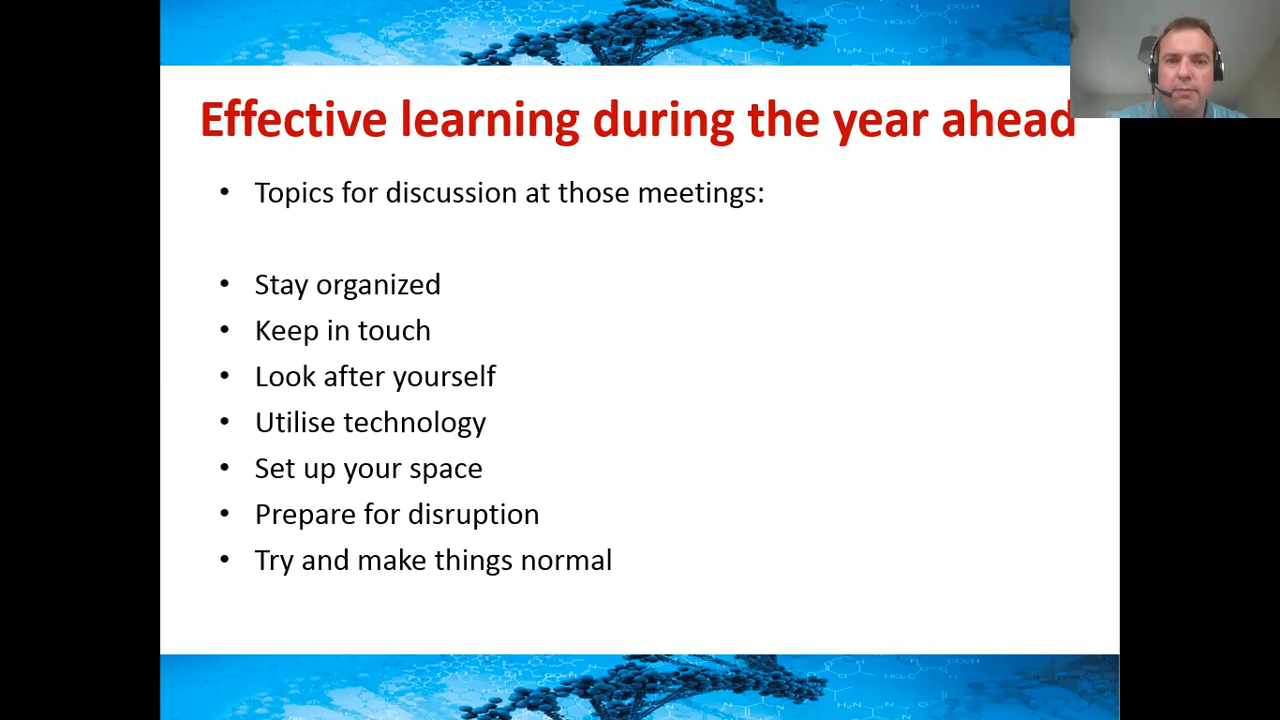 Effective learning during the year ahead
• Topics for discussion at those meetings:
• Stay organized
• Keep in touch
• Look after yourself
• Utilise technology
• Set up your space
• Prepare for disruption
• Try and make things normal